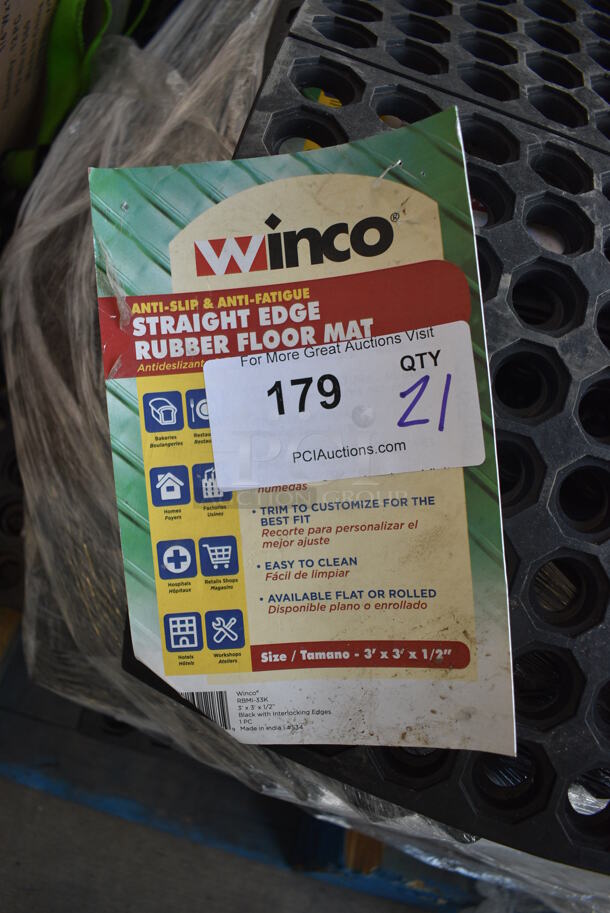 Winco®
ANTI-SLIP & ANTI-FATIGUE
STRAIGHT EDGE
RUBBER FLOOR MAT
Antideslizant
For More Great Auctions Visit
179
QTY
21
PCIAuctions.com
Bakeries
Boulangeries
Homes
Foyers
Factories
Usines
Hospitals
Hôpitaux
Retails Shops
Magasins
Hotels
Hôtels
Workshops
Ateliers
húmedas
• TRIM TO CUSTOMIZE FOR THE
BEST FIT
Recorte para personalizar el
mejor ajuste
• EASY TO CLEAN
Fácil de limpiar
• AVAILABLE FLAT OR ROLLED
Disponible plano o enrollado
Size / Tamano - 3' x 3' x 1/2"
Winco®
RBMI-33K
3' x 3' x 1/2"
Black with Interlocking Edges
1 PC
Made in India